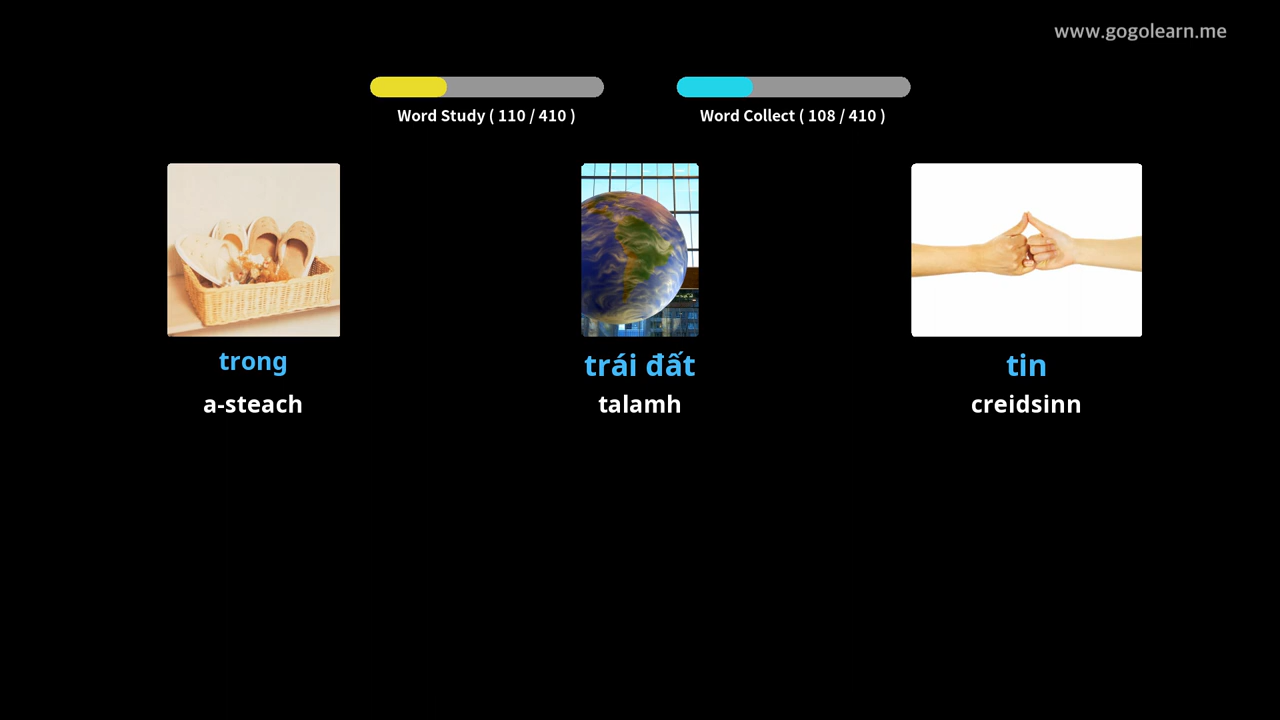 www.gogolearn.me
Word Study ( 110 / 410 )
Word Collect ( 108 / 410 )
trong
trái đất
tin
a-steach
talamh
creidsinn